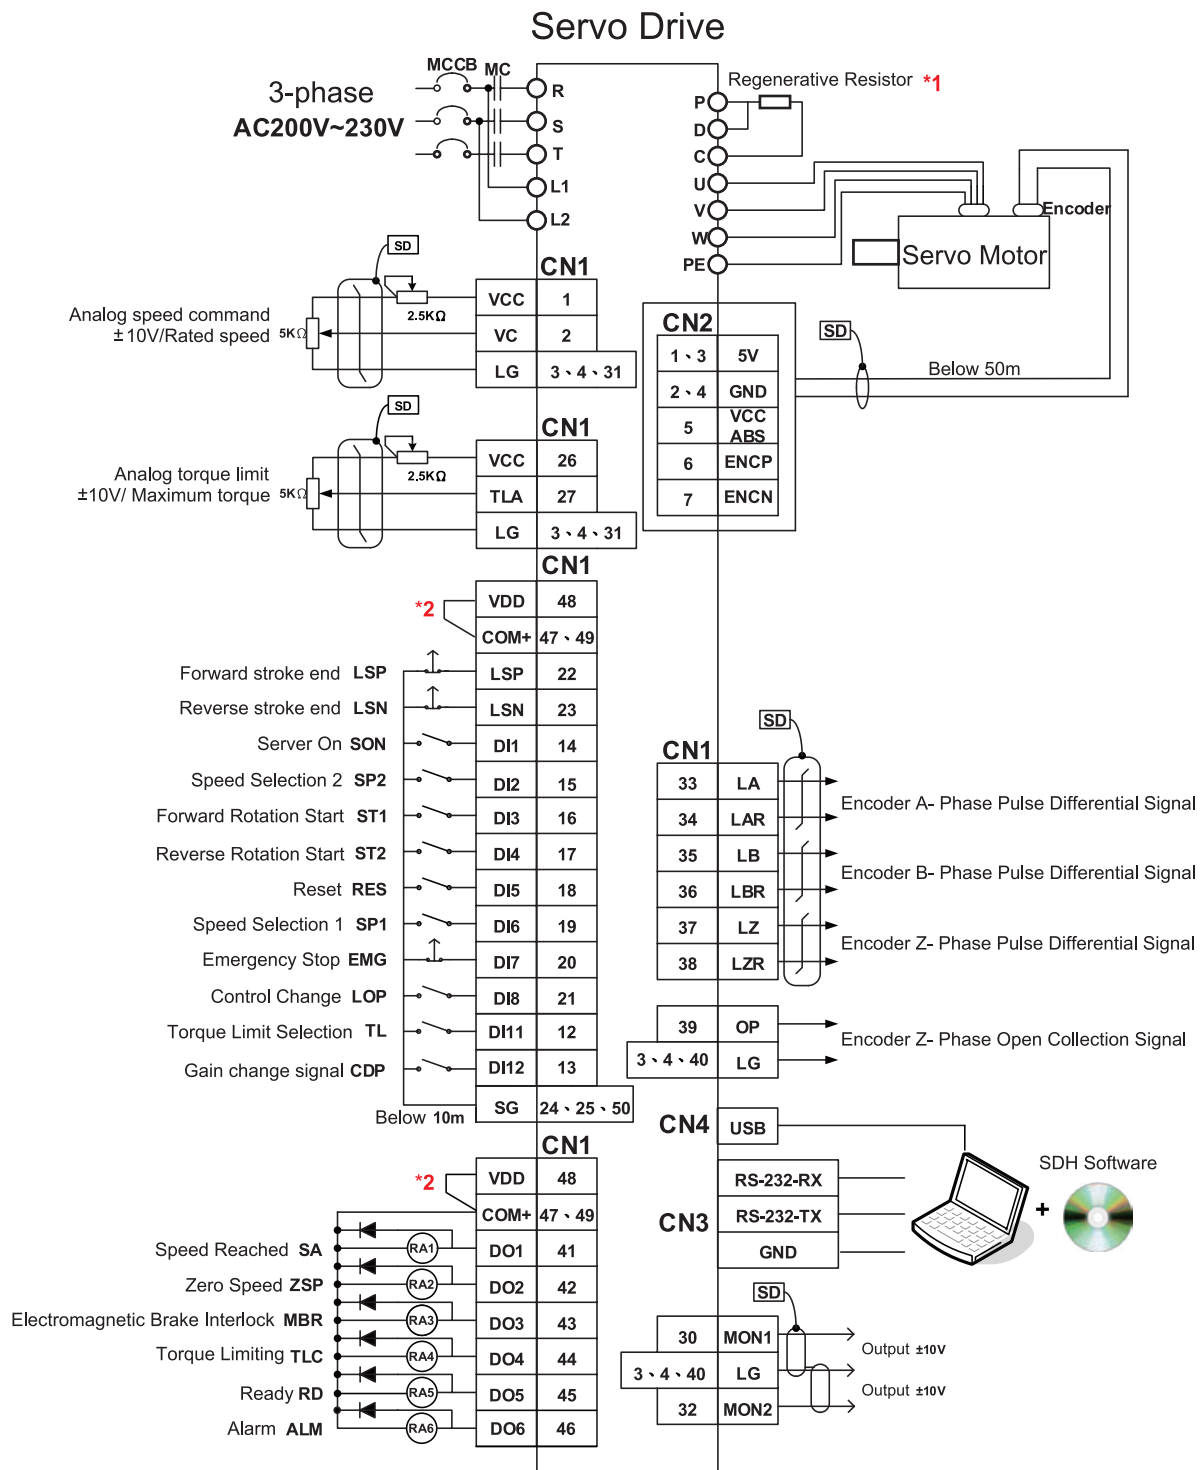 Servo Drive
MCCB MC
3-phase
AC200V~230V
R
S
T
L1
L2
Regenerative Resistor *1
P
D
C
U
V
W
PE
Encoder
Servo Motor
SD
CN1
VCC 1
VC 2
LG 3、4、31
2.5KΩ
5KΩ
Analog speed command
±10V/Rated speed
SD
CN1
VCC 26
TLA 27
LG 3、4、31
2.5KΩ
5KΩ
Analog torque limit
±10V/ Maximum torque
CN2
1、3 5V
2、4 GND
5 VCC ABS
6 ENCP
7 ENCN
SD
Below 50m
CN1
*2 VDD 48
COM+ 47、49
Forward stroke end LSP LSP 22
Reverse stroke end LSN LSN 23
Server On SON DI1 14
Speed Selection 2 SP2 DI2 15
Forward Rotation Start ST1 DI3 16
Reverse Rotation Start ST2 DI4 17
Reset RES DI5 18
Speed Selection 1 SP1 DI6 19
Emergency Stop EMG DI7 20
Control Change LOP DI8 21
Torque Limit Selection TL DI11 12
Gain change signal CDP DI12 13
Below 10m SG 24、25、50
CN1
*2 VDD 48
COM+ 47、49
Speed Reached SA RA1 DO1 41
Zero Speed ZSP RA2 DO2 42
Electromagnetic Brake Interlock MBR RA3 DO3 43
Torque Limiting TLC RA4 DO4 44
Ready RD RA5 DO5 45
Alarm ALM RA6 DO6 46
SD
CN1
33 LA
34 LAR
Encoder A- Phase Pulse Differential Signal
35 LB
36 LBR
Encoder B- Phase Pulse Differential Signal
37 LZ
38 LZR
Encoder Z- Phase Pulse Differential Signal
39 OP
3、4、40 LG
Encoder Z- Phase Open Collection Signal
CN4 USB
CN3
RS-232-RX
RS-232-TX
GND
SDH Software
+
SD
30 MON1
Output ±10V
3、4、40 LG
Output ±10V
32 MON2